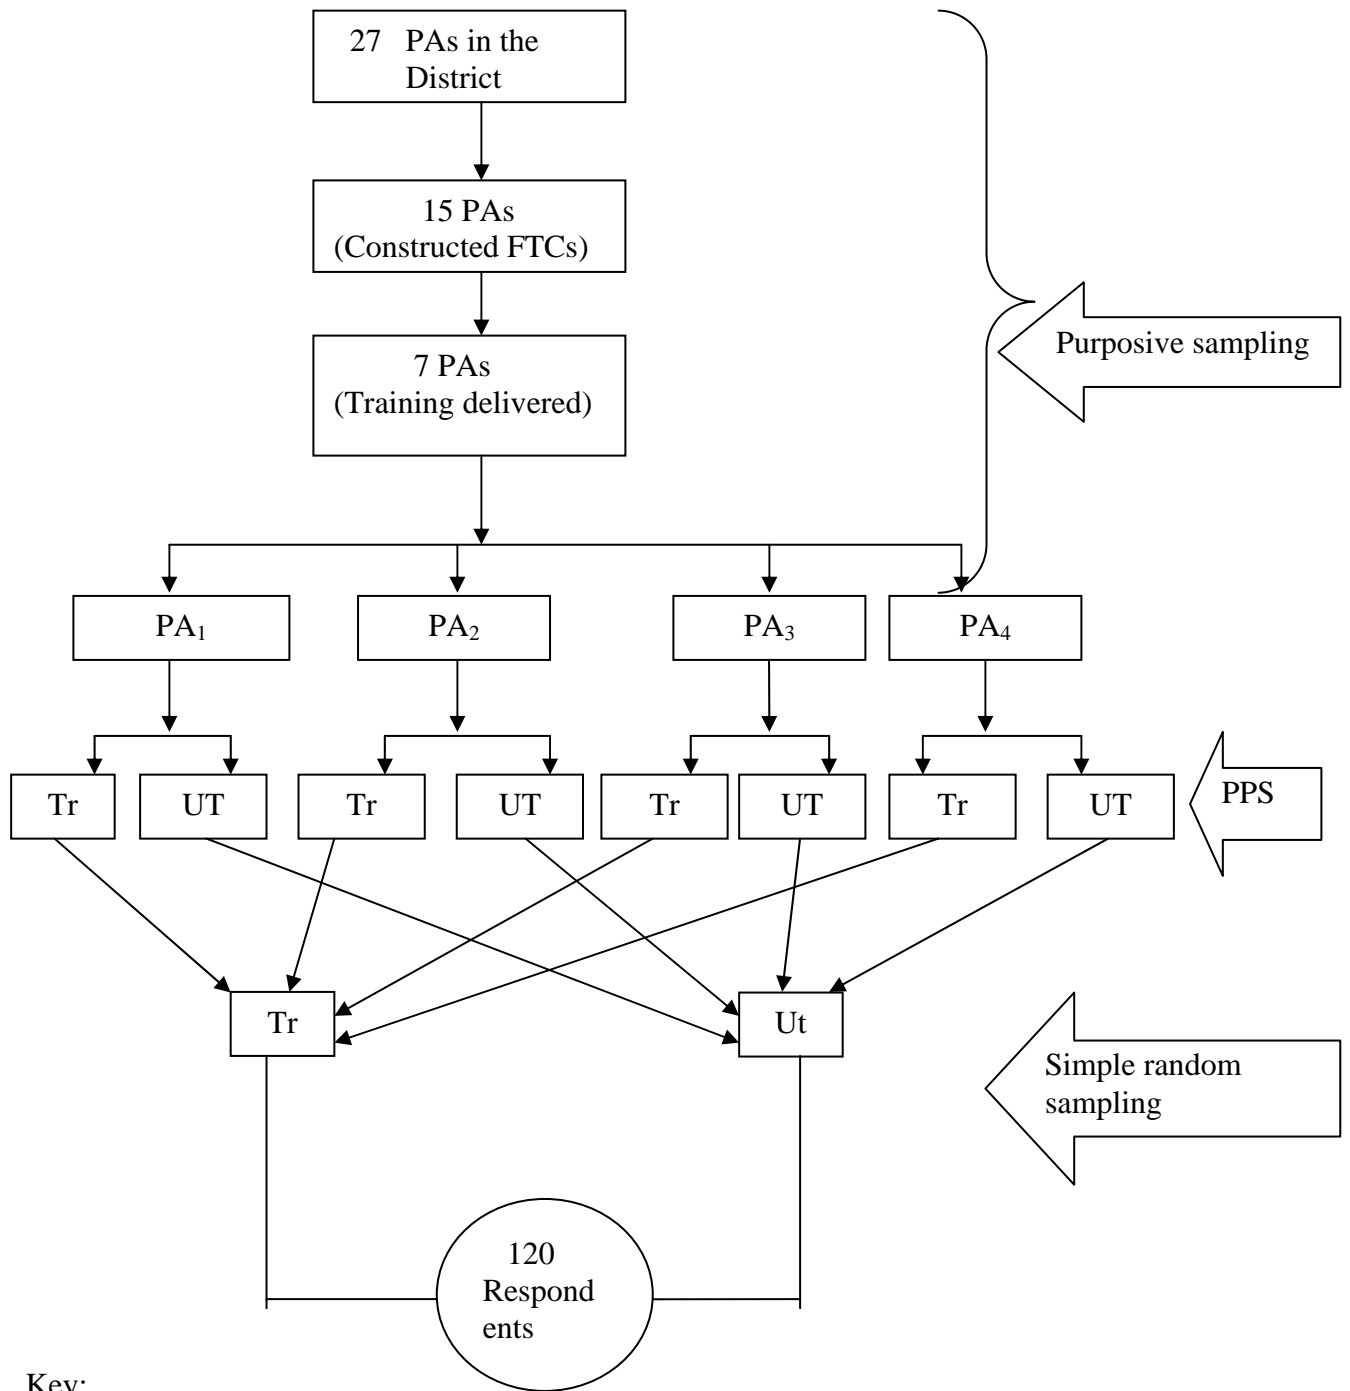 27 PAs in the
District
15 PAs
(Constructed FTCs)
7 PAs
(Training delivered)
Purposive sampling
PA₁
PA₂
PA₃
PA₄
Tr
UT
Tr
UT
Tr
UT
Tr
UT
PPS
Tr
Ut
Simple random
sampling
120
Respond
ents
Key: